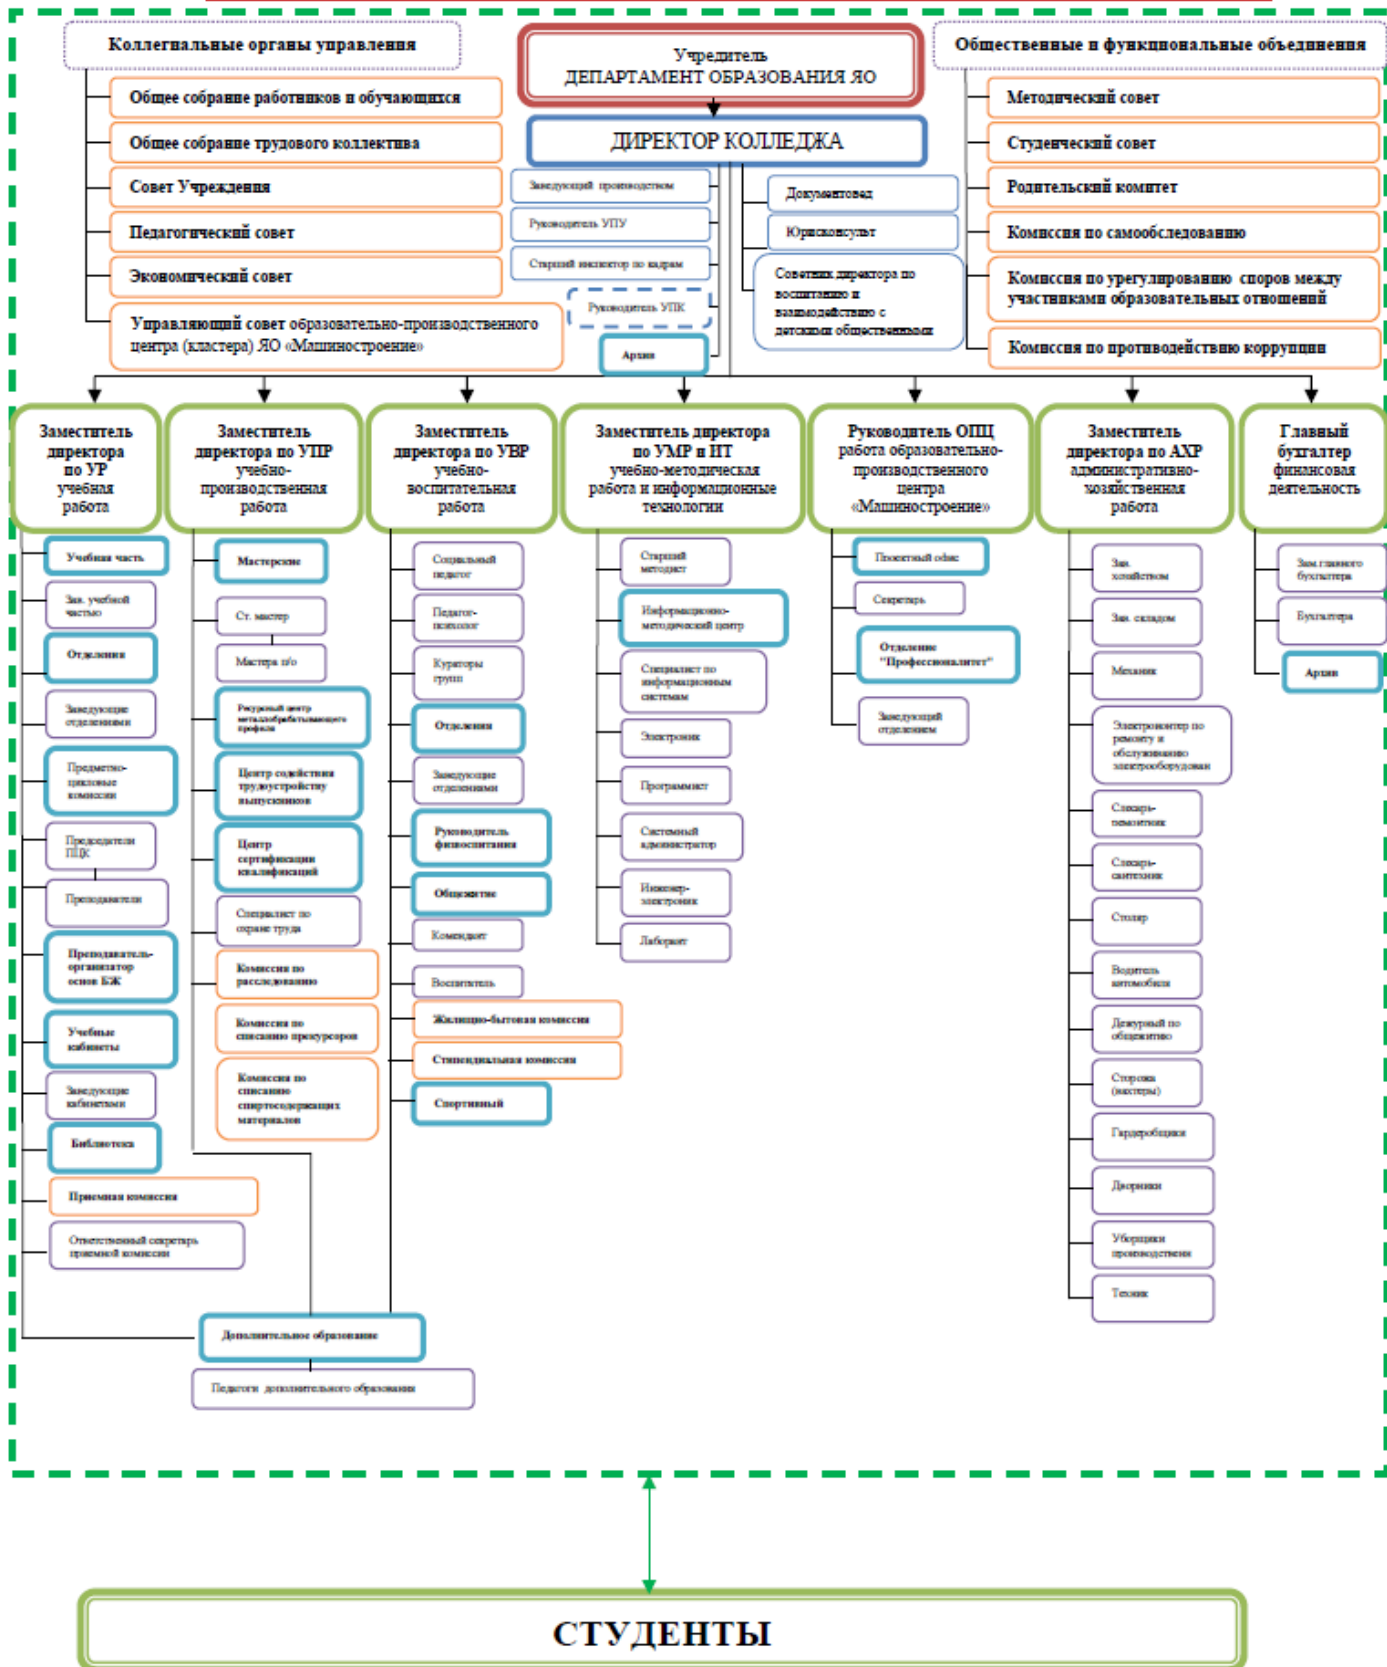 Коллегиальные органы управления
Общее собрание работников и обучающихся
Общее собрание трудового коллектива
Совет Учреждения
Педагогический совет
Экономический совет
Управляющий совет образовательно-производственного
центра (кластера) ЯО «Машиностроение»
Учредитель
ДЕПАРТАМЕНТ ОБРАЗОВАНИЯ ЯО
ДИРЕКТОР КОЛЛЕДЖА
Заведующий производством
Руководитель УПУ
Старший инспектор по кадрам
Руководитель УПК
Архив
Документовед
Юрисконсульт
Советник директора по
воспитанию и
взаимодействию с
детскими общественными
Общественные и функциональные объединения
Методический совет
Студенческий совет
Родительский комитет
Комиссия по самообследованию
Комиссия по урегулированию споров между
участниками образовательных отношений
Комиссия по противодействию коррупции
Заместитель
директора
по УР
учебная
работа
Учебная часть
Зав. учебной
частью
Отделения
Заведующие
отделениями
Предметно-
цикловые
комиссии
Председатели
ПЦК
Преподаватели
Преподаватель-
организатор
основ БЖ
Учебные
кабинеты
Заведующие
кабинетами
Библиотека
Приемная комиссия
Ответственный секретарь
приемной комиссии
Заместитель
директора по УПР
учебно-
производственная
работа
Мастерские
Ст. мастер
Мастера п/о
Ресурсный центр
металлобрабатывающего
профиля
Центр содействия
трудоустройству
выпускников
Центр
сертификации
квалификаций
Специалист по
охране труда
Комиссия по
расследованию
Комиссия по
списанию прекурсоров
Комиссия по
списанию
спиртосодержащих
материалов
Заместитель
директора по УВР
учебно-
воспитательная
работа
Социальный
педагог
Педагог-
психолог
Кураторы
групп
Отделения
Заведующие
отделениями
Руководитель
физвоспитания
Общежитие
Комендант
Воспитатель
Жилищно-бытовая комиссия
Стипендиальная комиссия
Спортивный
Дополнительное образование
Педагоги дополнительного образования
Заместитель директора
по УМР и ИТ
учебно-методическая
работа и информационные
технологии
Старший
методист
Информационно-
методический центр
Специалист по
информационным
системам
Электроник
Программист
Системный
администратор
Инженер-
электроник
Лаборант
Руководитель ОПЦ
работа образовательно-
производственного
центра
«Машиностроение»
Проектный офис
Секретарь
Отделение
"Профессионалитет"
Заведующий
отделением
Заместитель
директора по АХР
административно-
хозяйственная
работа
Зав.
хозяйством
Зав. складом
Механик
Электромонтер по
ремонту и
обслуживанию
электрооборудован
Слесарь-
ремонтник
Слесарь-
сантехник
Столяр
Водитель
автомобиля
Дежурный по
общежитию
Сторожа
(вахтеры)
Гардеробщики
Дворники
Уборщики
производственн
Техник
Главный
бухгалтер
финансовая
деятельность
Зам.главного
бухгалтера
Бухгалтера
Архив
СТУДЕНТЫ